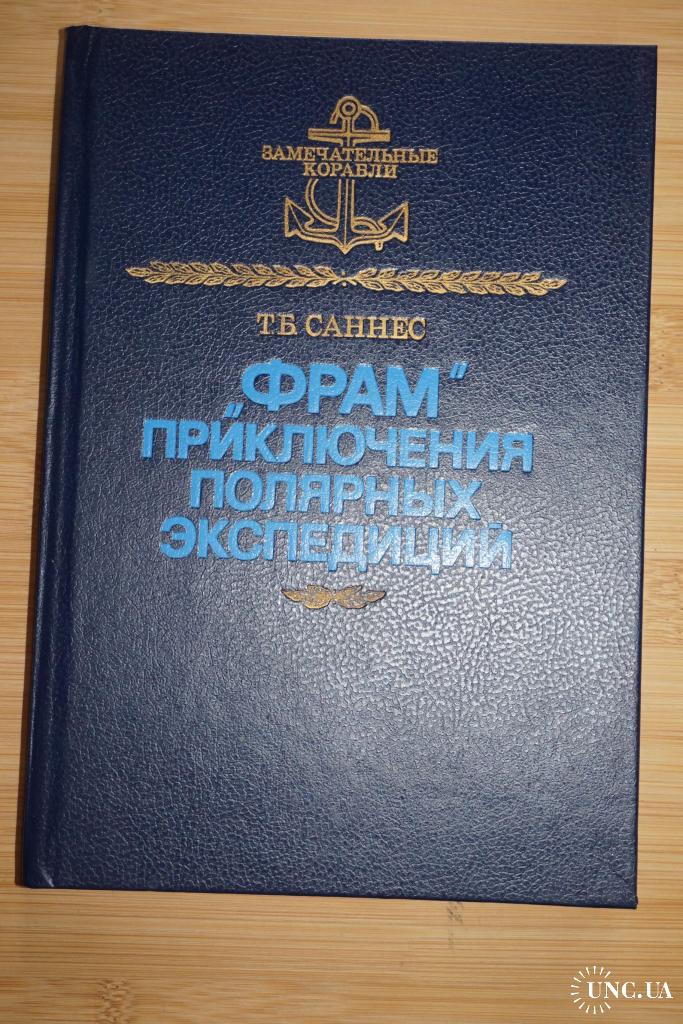 ЗАМЕЧАТЕЛЬНЫЕ
КОРАБЛИ
Т.Б. САННЕС
„ФРАМ"
ПРИКЛЮЧЕНИЯ
ПОЛЯРНЫХ
ЭКСПЕДИЦИЙ
UNC.UA